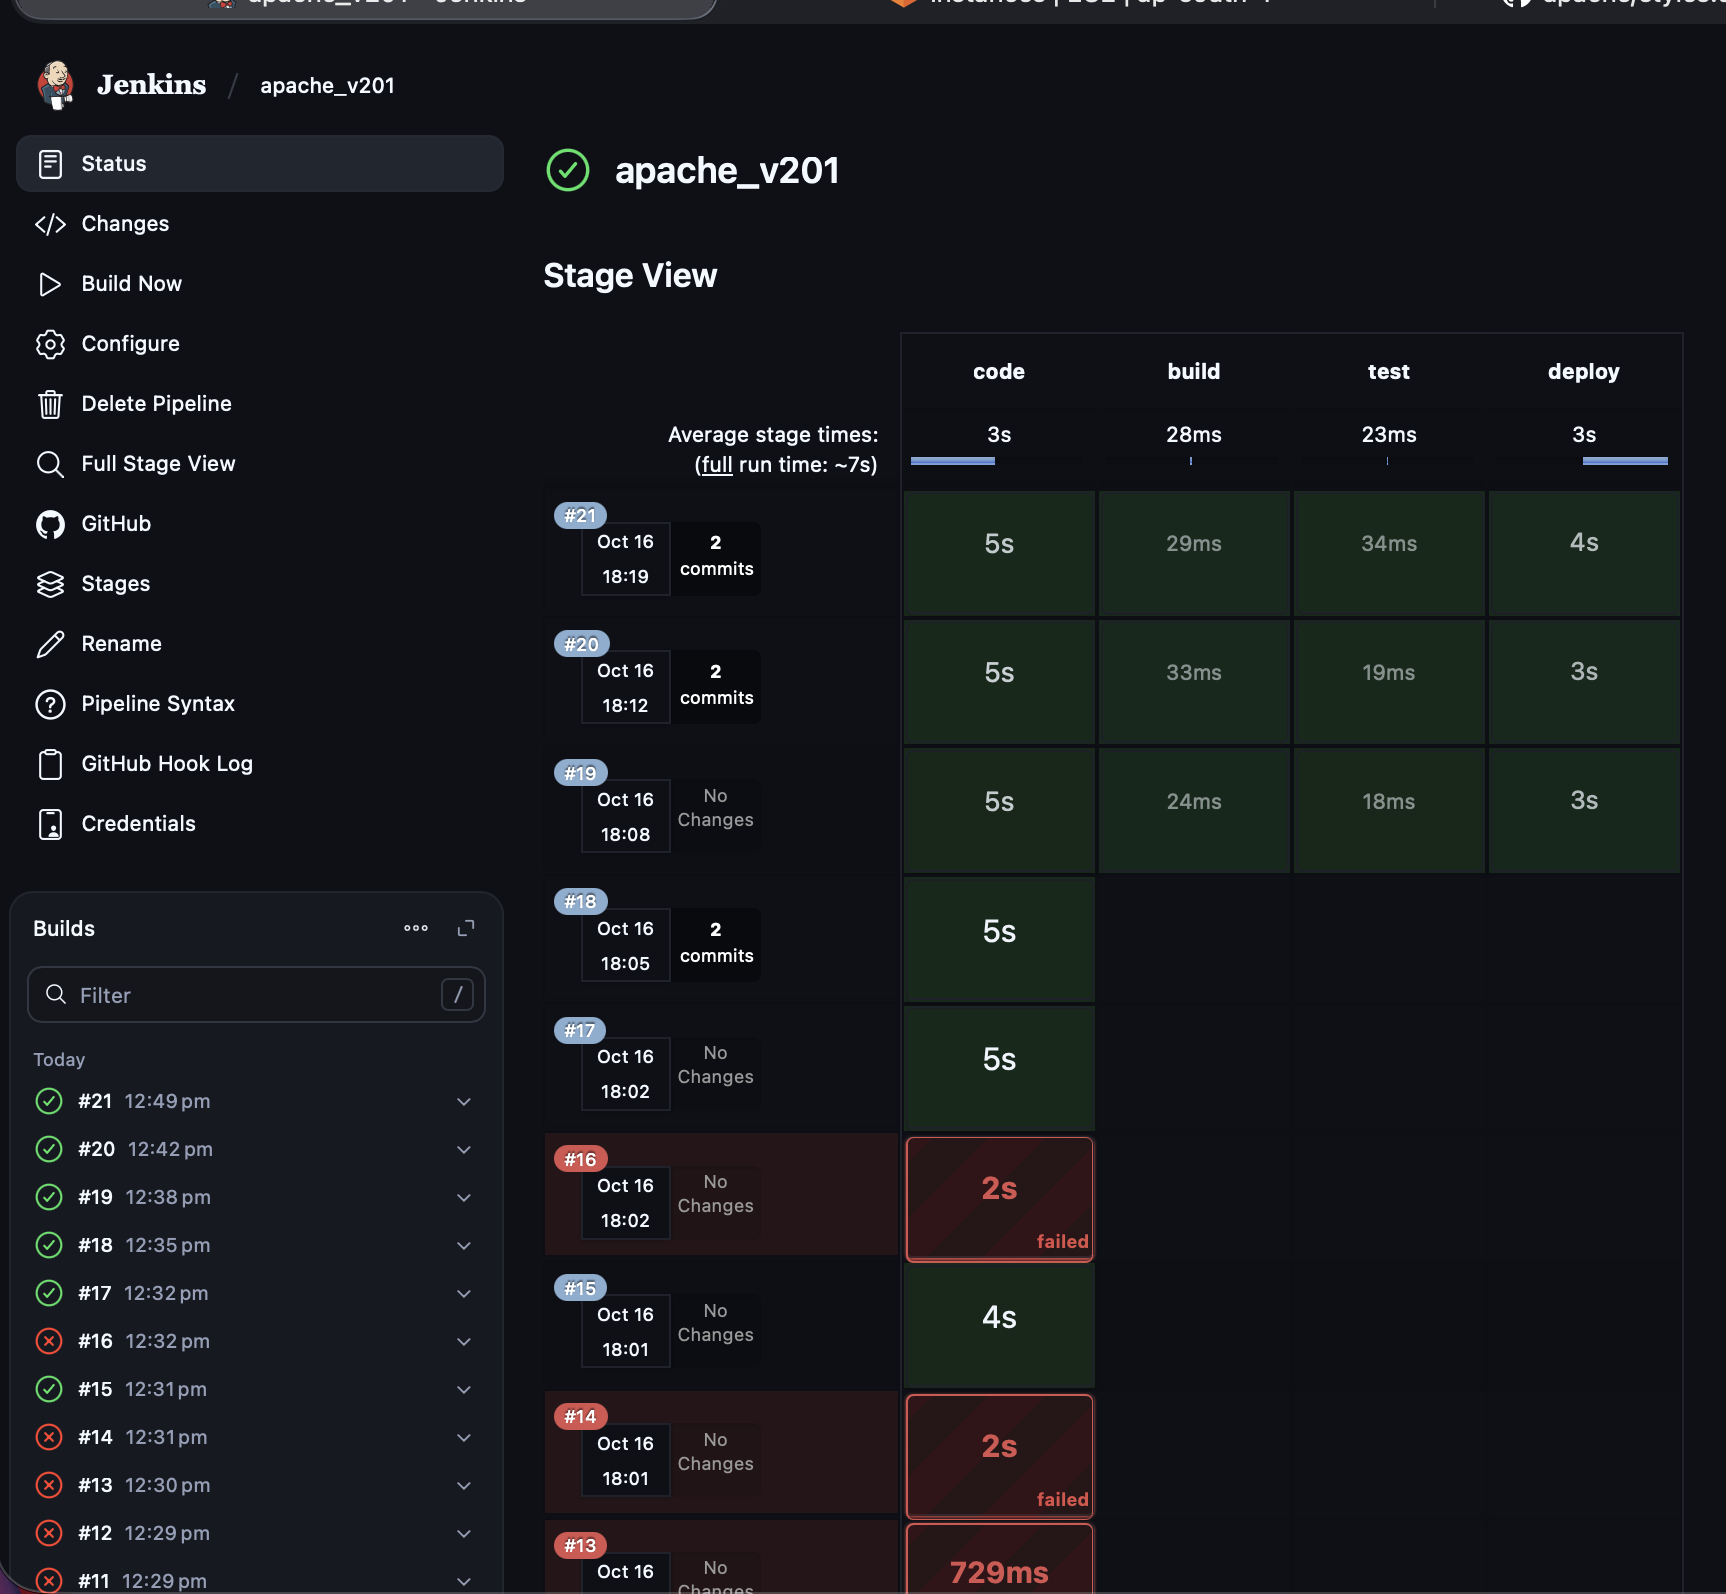 Jenkins / apache_v201
Status
Changes
Build Now
Configure
Delete Pipeline
Full Stage View
GitHub
Stages
Rename
Pipeline Syntax
GitHub Hook Log
Credentials
Builds
Filter /
Today
#21 12:49 pm
#20 12:42 pm
#19 12:38 pm
#18 12:35 pm
#17 12:32 pm
#16 12:32 pm
#15 12:31 pm
#14 12:31 pm
#13 12:30 pm
#12 12:29 pm
#11 12:29 pm
apache_v201
Stage View
code build test deploy
Average stage times: 3s 28ms 23ms 3s
(full run time: ~7s)
#21
Oct 16 2
18:19 commits
5s 29ms 34ms 4s
#20
Oct 16 2
18:12 commits
5s 33ms 19ms 3s
#19
Oct 16 No
18:08 Changes
5s 24ms 18ms 3s
#18
Oct 16 2
18:05 commits
5s
#17
Oct 16 No
18:02 Changes
5s
#16
Oct 16 No
18:02 Changes
2s
failed
#15
Oct 16 No
18:01 Changes
4s
#14
Oct 16 No
18:01 Changes
2s
failed
#13
Oct 16 No
Changes
729ms